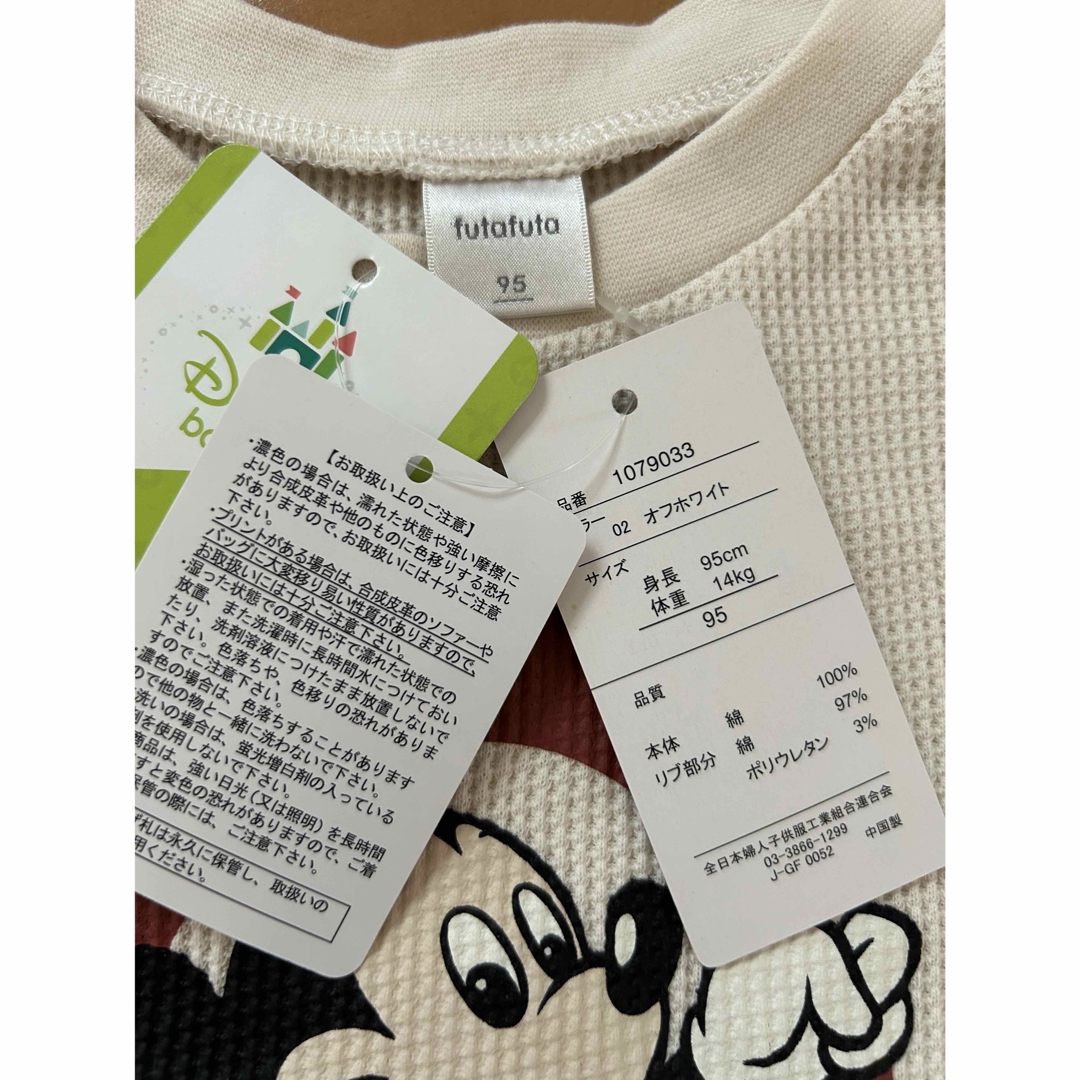 futafuta
95
【お取扱い上のご注意】
・濃色の場合は、濡れた状態や強い摩擦に
より合成皮革や他のものに色移りする恐れ
がありますので、お取扱いには十分ご注意
下さい。
・プリントがある場合は、合成皮革のソファーや
バッグに大変移り易い性質がありますので、
お取扱いには十分ご注意下さい。
・湿った状態での着用や汗で濡れた状態での
放置、また洗濯時に長時間水につけておい
たり、洗剤溶液につけたまま放置しないで
下さい。色落ちや、色移りの恐れがありま
すのでご注意下さい。
・濃色の場合は、色落ちすることがあります
ので他の物と一緒に洗わないで下さい。
洗いの場合は、蛍光増白剤の入っている
剤を使用しないで下さい。
商品は、強い日光(又は照明)を長時間
すと変色の恐れがありますので、ご着
保管の際には、ご注意下さい。
札は永久に保管し、取扱いの
用ください。
品番 1079033
ラー 02 オフホワイト
サイズ
身長 95cm
体重 14kg
95
品質
本体 綿 100%
リブ部分 綿 97%
ポリウレタン 3%
全日本婦人子供服工業組合連合会
03-3866-1299 中国製
J-GF 0052